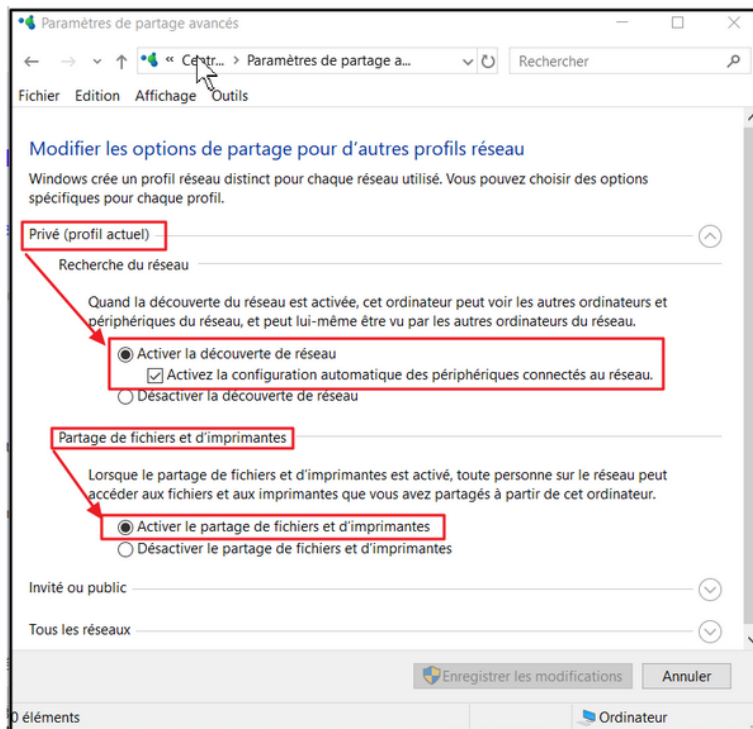 Paramètres de partage avancés
« Centr... > Paramètres de partage a...
Rechercher
Fichier Edition Affichage Outils
Modifier les options de partage pour d'autres profils réseau
Windows crée un profil réseau distinct pour chaque réseau utilisé. Vous pouvez choisir des options
spécifiques pour chaque profil.
Privé (profil actuel)
Recherche du réseau
Quand la découverte du réseau est activée, cet ordinateur peut voir les autres ordinateurs et
périphériques du réseau, et peut lui-même être vu par les autres ordinateurs du réseau.
Activer la découverte de réseau
Activez la configuration automatique des périphériques connectés au réseau.
Désactiver la découverte de réseau
Partage de fichiers et d'imprimantes
Lorsque le partage de fichiers et d'imprimantes est activé, toute personne sur le réseau peut
accéder aux fichiers et aux imprimantes que vous avez partagés à partir de cet ordinateur.
Activer le partage de fichiers et d'imprimantes
Désactiver le partage de fichiers et d'imprimantes
Invité ou public
Tous les réseaux
Enregistrer les modifications
Annuler
0 éléments
Ordinateur